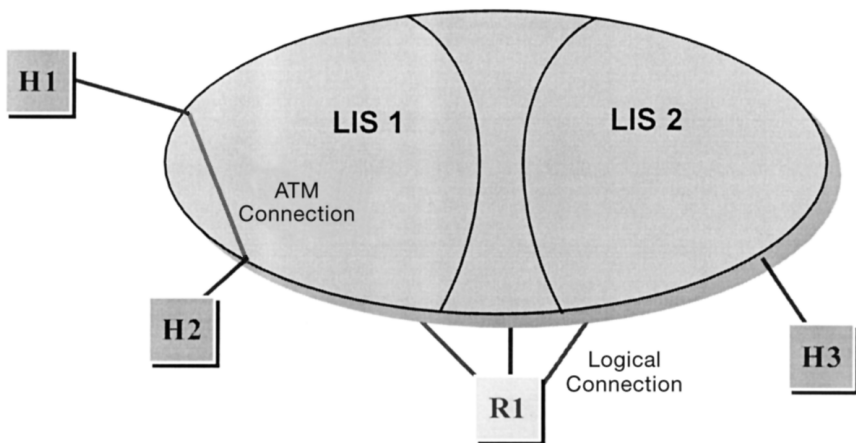 H1
LIS 1
LIS 2
ATM
Connection
H2
Logical
Connection
R1
H3